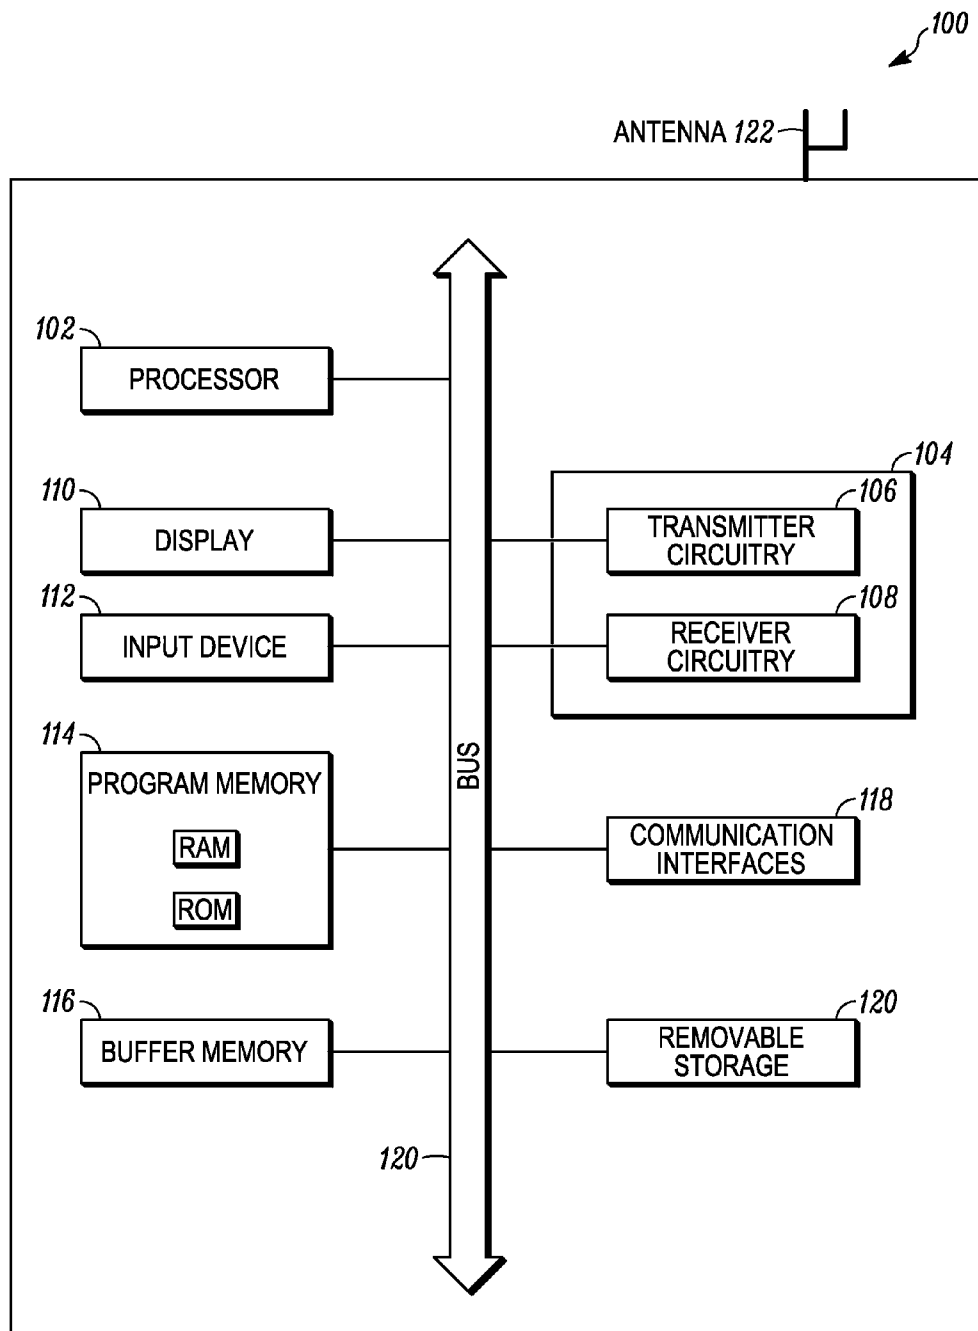 100
ANTENNA 122
102
PROCESSOR
104
110
DISPLAY
106
TRANSMITTER
CIRCUITRY
112
INPUT DEVICE
108
RECEIVER
CIRCUITRY
BUS
114
PROGRAM MEMORY
RAM
ROM
118
COMMUNICATION
INTERFACES
116
BUFFER MEMORY
120
REMOVABLE
STORAGE
120